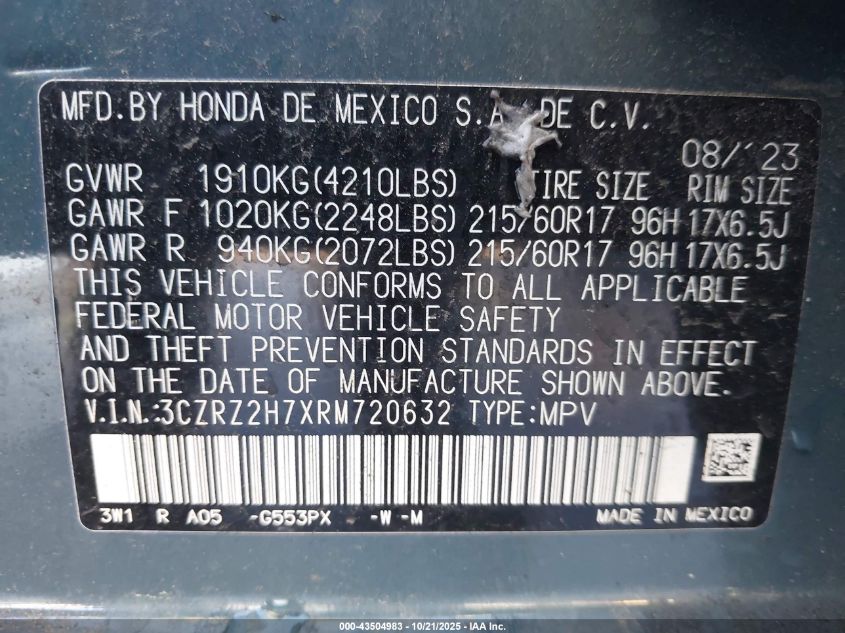 MFD.BY HONDA DE MEXICO S.A. DE C.V.
08/'23
GVWR 1910KG(4210LBS) TIRE SIZE RIM SIZE
GAWR F 1020KG(2248LBS) 215/60R17 96H 17X6.5J
GAWR R 940KG(2072LBS) 215/60R17 96H 17X6.5J
THIS VEHICLE CONFORMS TO ALL APPLICABLE
FEDERAL MOTOR VEHICLE SAFETY
AND THEFT PREVENTION STANDARDS IN EFFECT
ON THE DATE OF MANUFACTURE SHOWN ABOVE.
V.I.N.:3CZRZ2H7XRM720632 TYPE:MPV
3W1 R A05 -G553PX -W -M MADE IN MEXICO
000-43504983 - 10/21/2025 - IAA Inc.